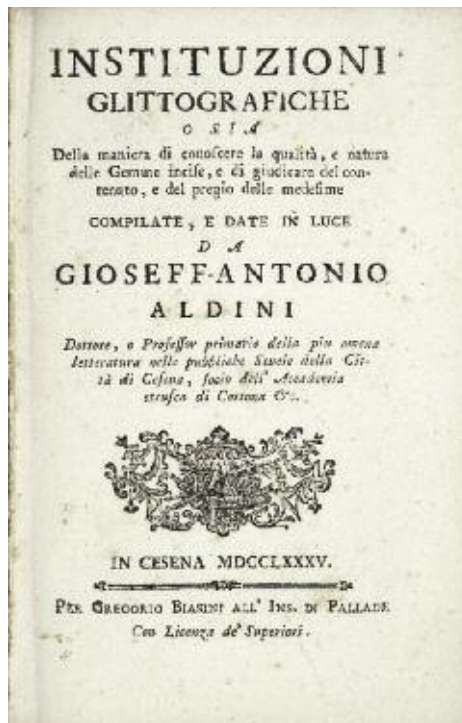 INSTITUZIONI
GLITTOGRAFICHE
O SIA
Della maniera di conoscere la qualità, e natura
delle Gemme incise, e di giudicare del con-
tenuto, e del pregio delle medesime
COMPILATE, E DATE IN LUCE
DA
GIOSEFF-ANTONIO
ALDINI
Dottore, e Professor primario della piu amena
letteratura nelle pubbliche Scuole della Cit-
tà di Cesena, socio dell' Accademia
etrusca di Cortona &c.
IN CESENA MDCCLXXXV.
PER GREGORIO BIASINI ALL' INS. DI PALLADE
Con Licenza de' Superiori.